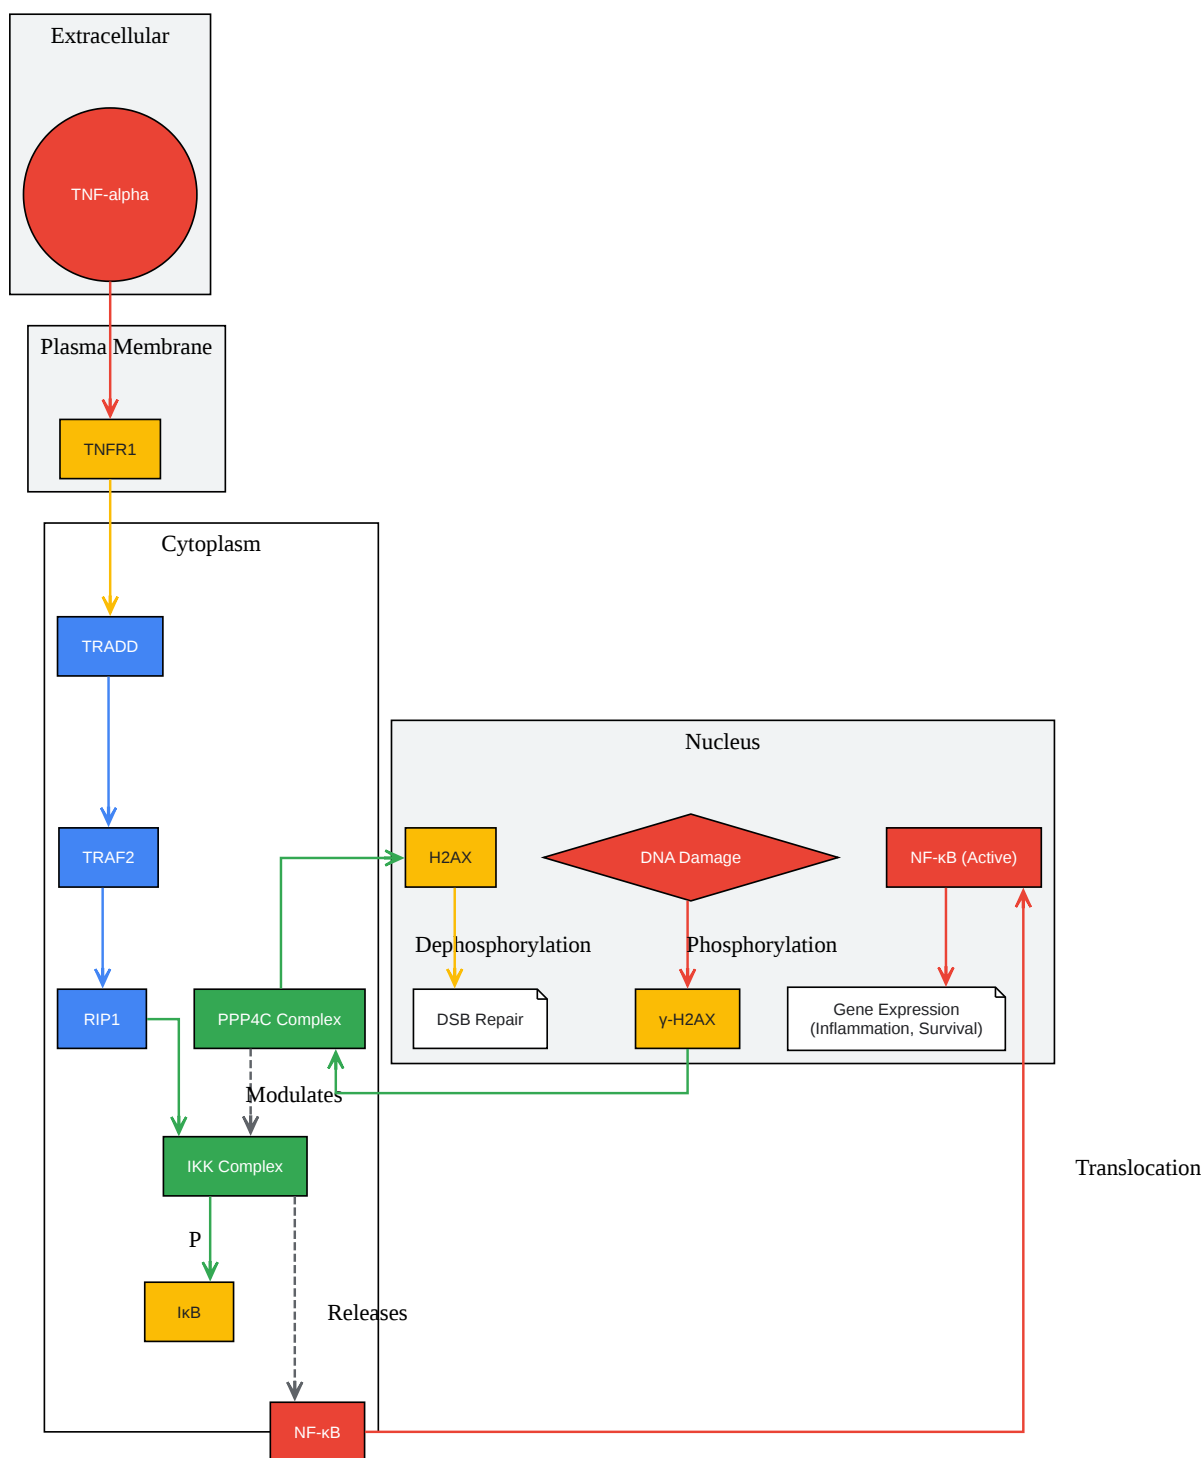 Extracellular
TNF-alpha
Plasma Membrane
TNFR1
Cytoplasm
TRADD
Nucleus
TRAF2
H2AX
DNA Damage
NF-κB (Active)
Dephosphorylation
Phosphorylation
RIP1
PPP4C Complex
DSB Repair
γ-H2AX
Gene Expression
(Inflammation, Survival)
Modulates
IKK Complex
Translocation
P
IκB
Releases
NF-κB